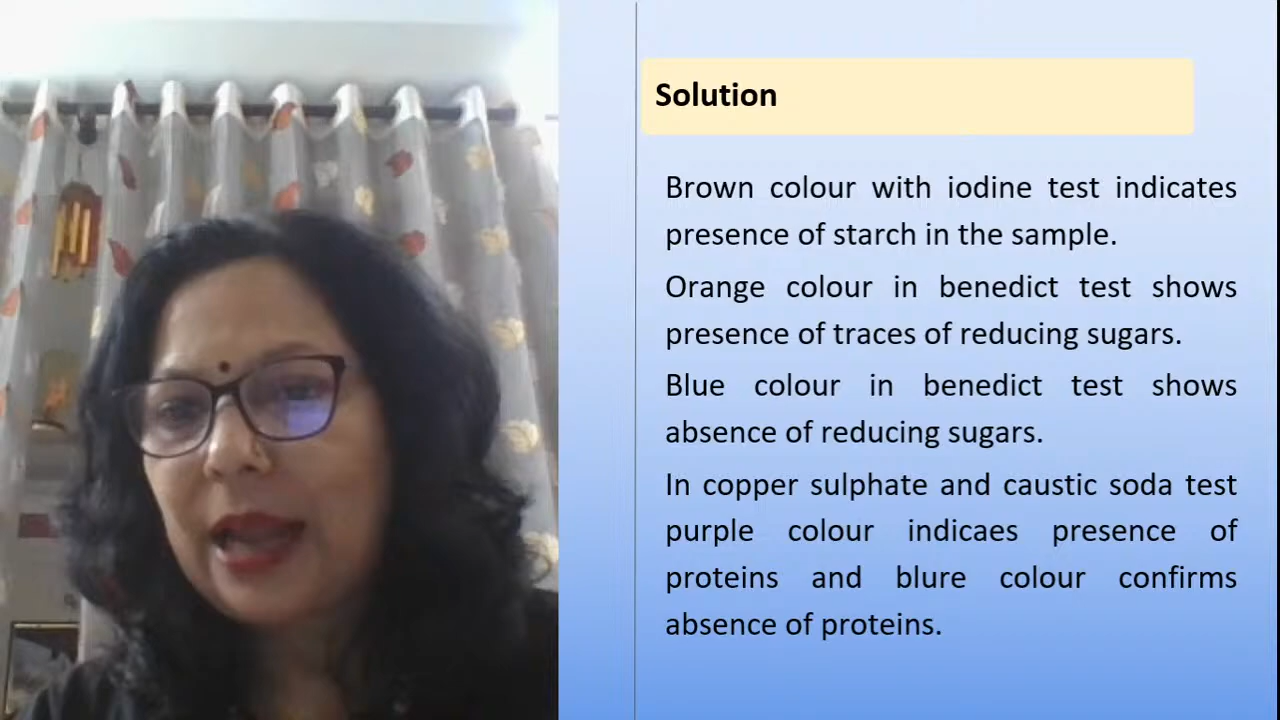 Solution
Brown colour with iodine test indicates
presence of starch in the sample.
Orange colour in benedict test shows
presence of traces of reducing sugars.
Blue colour in benedict test shows
absence of reducing sugars.
In copper sulphate and caustic soda test
purple colour indicaes presence of
proteins and blure colour confirms
absence of proteins.